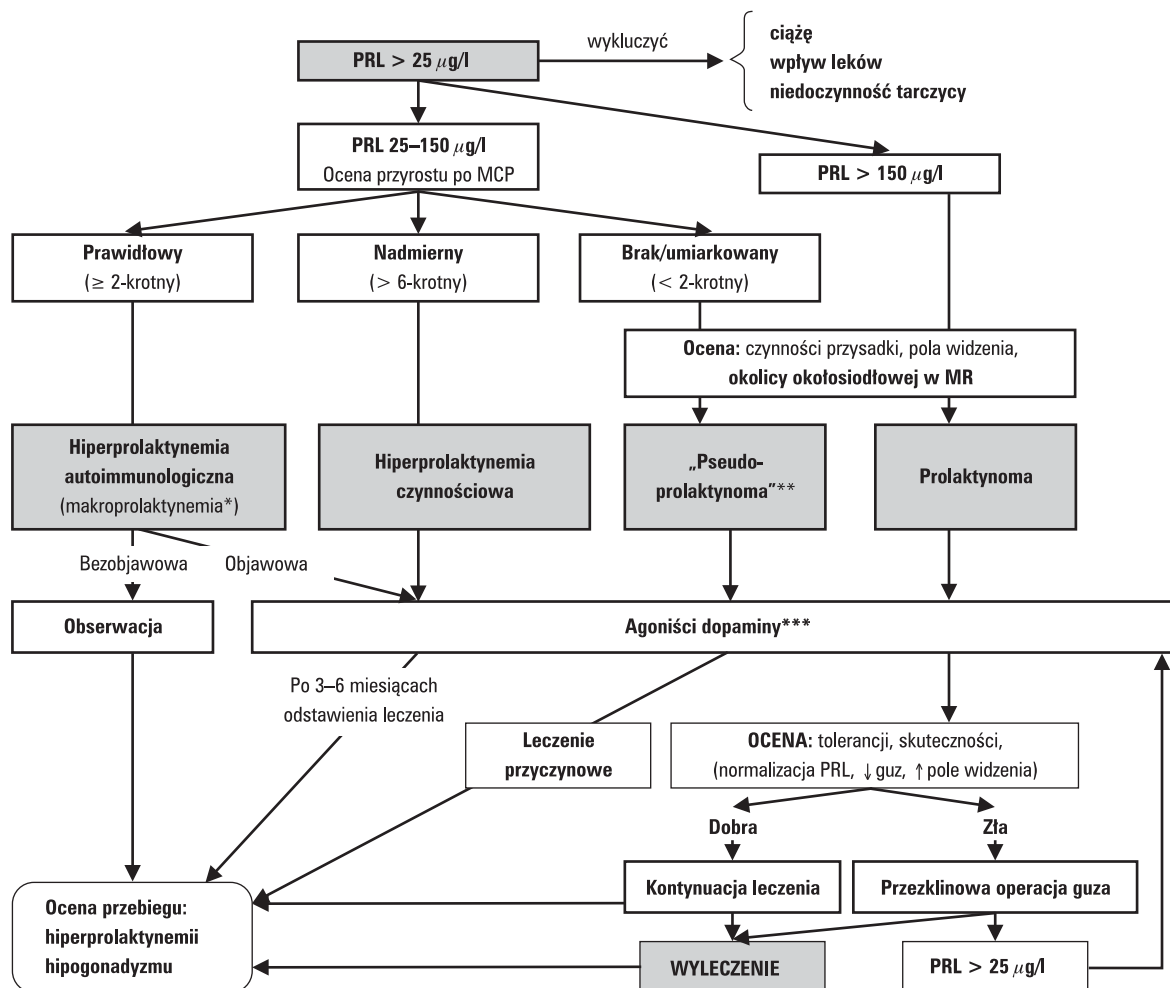 PRL > 25 μg/l
wykluczyć
ciążę
wpływ leków
niedoczynność tarczycy
PRL 25–150 μg/l
Ocena przyrostu po MCP
PRL > 150 μg/l
Prawidłowy
(≥ 2-krotny)
Nadmierny
(> 6-krotny)
Brak/umiarkowany
(< 2-krotny)
Ocena: czynności przysadki, pola widzenia,
okolicy okołosiodłowej w MR
Hiperprolaktynemia
autoimmunologiczna
(makroprolaktynemia*)
Hiperprolaktynemia
czynnościowa
„Pseudo-
prolaktynoma”**
Prolaktynoma
Bezobjawowa
Objawowa
Obserwacja
Agoniści dopaminy***
Po 3–6 miesiącach
odstawienia leczenia
Leczenie
przyczynowe
OCENA: tolerancji, skuteczności,
(normalizacja PRL, ↓ guz, ↑ pole widzenia)
Dobra
Zła
Kontynuacja leczenia
Przezklinowa operacja guza
Ocena przebiegu:
hiperprolaktynemii
hipogonadyzmu
WYLECZENIE
PRL > 25 μg/l